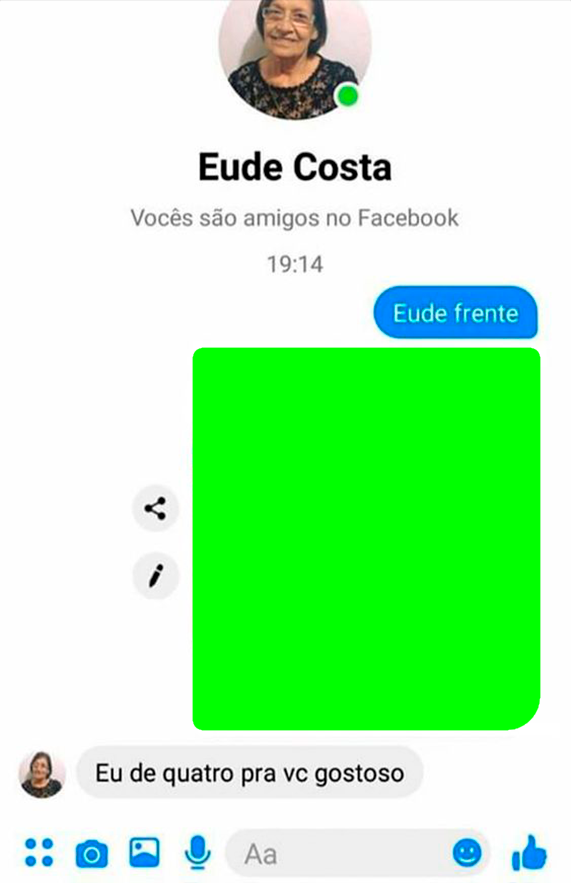 Eude Costa
Vocês são amigos no Facebook
19:14
Eude frente
Eu de quatro pra vc gostoso
Aa